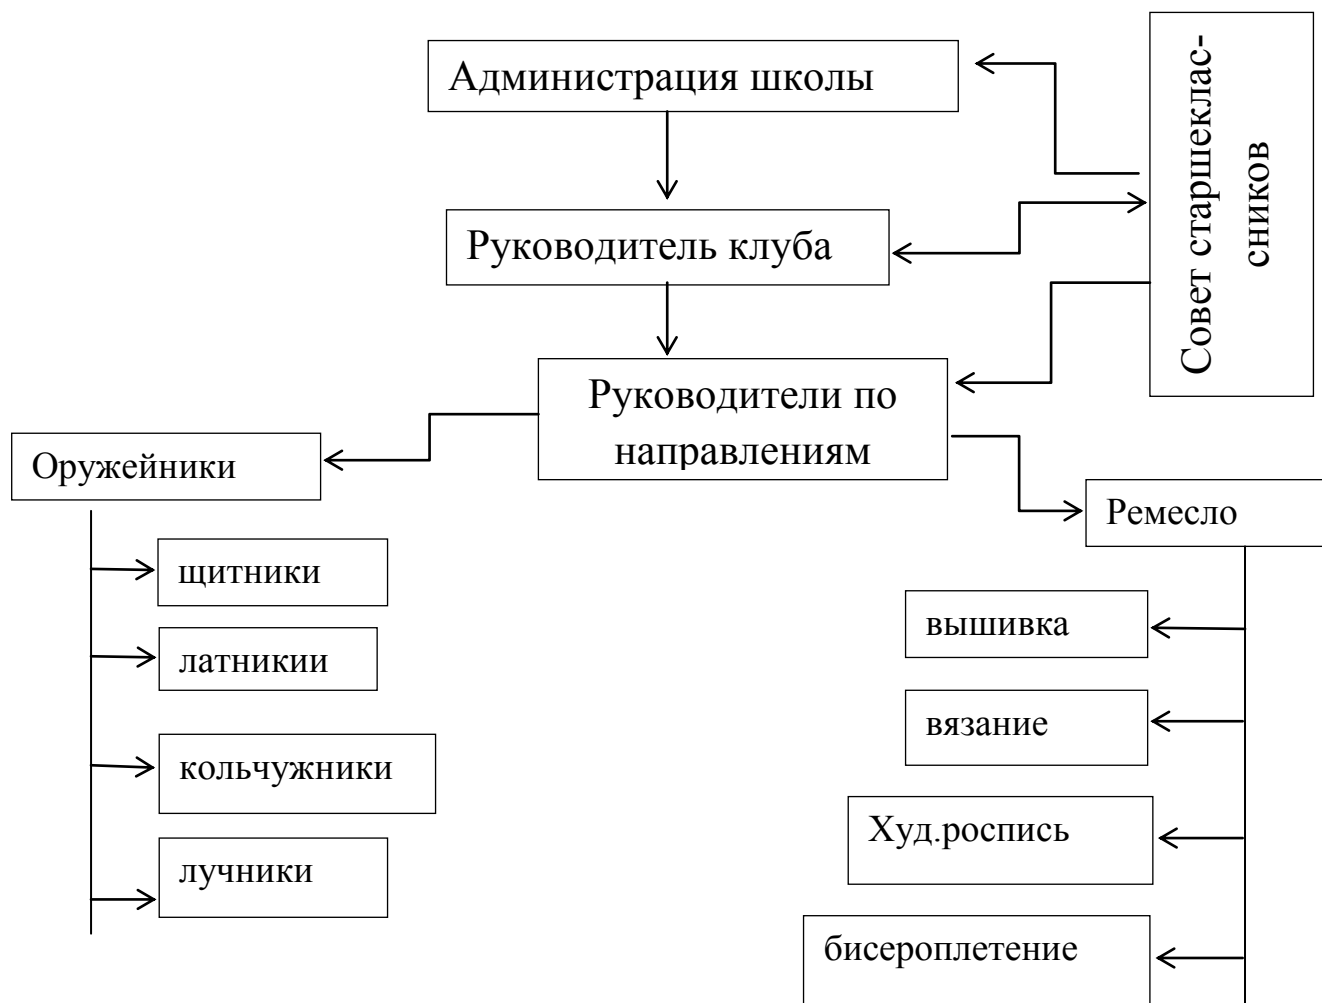 Администрация школы
Совет старшеклас-
сников
Руководитель клуба
Руководители по
направлениям
Оружейники
щитники
латникии
кольчужники
лучники
Ремесло
вышивка
вязание
Худ.роспись
бисероплетение